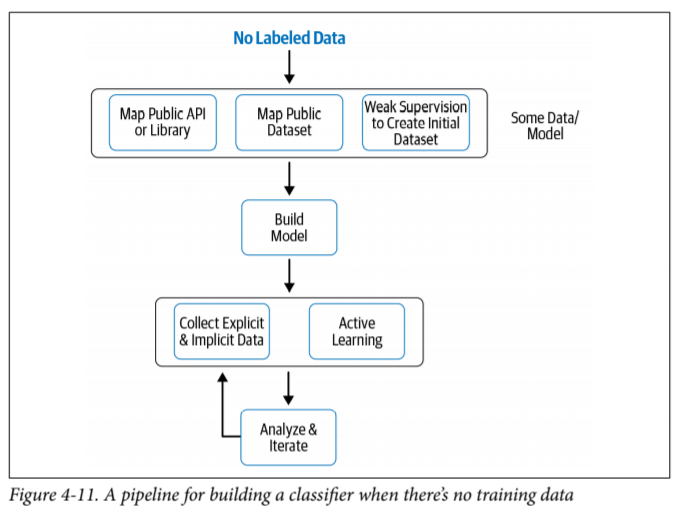 No Labeled Data
Map Public API
or Library
Map Public
Dataset
Weak Supervision
to Create Initial
Dataset
Some Data/
Model
Build
Model
Collect Explicit
& Implicit Data
Active
Learning
Analyze &
Iterate
Figure 4-11. A pipeline for building a classifier when there’s no training data